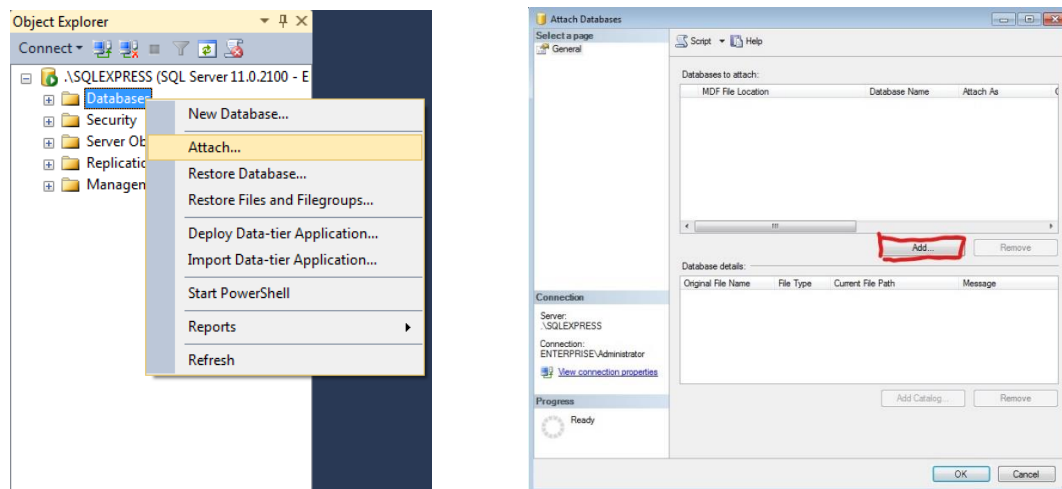 Object Explorer
Connect
.\SQLEXPRESS (SQL Server 11.0.2100 - E
Databases
Security
Server Ob
Replicatic
Managen
New Database...
Attach...
Restore Database...
Restore Files and Filegroups...
Deploy Data-tier Application...
Import Data-tier Application...
Start PowerShell
Reports
Refresh
Attach Databases
Select a page
General
Script Help
Databases to attach:
MDF File Location Database Name Attach As
Add... Remove
Database details:
Original File Name File Type Current File Path Message
Connection
Server:
.\SQLEXPRESS
Connection:
ENTERPRISE\Administrator
View connection properties
Progress
Ready
Add Catalog... Remove
OK Cancel